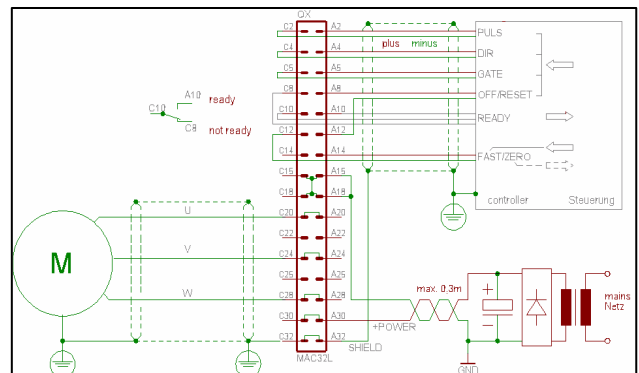 QX
C2 A2
PULS
plus minus
C4 A4
DIR
C5 A5
GATE
C8 A8
OFF/RESET
A10 ready
C10
C8 not ready
C10 A10
READY
C12 A12
C14 A14
FAST/ZERO
C15 A15
C18 A18
controller Steuerung
U
C20 A20
C22 A22
M
V
C24 A24
C25 A25
max. 0,3m
mains
Netz
W
C28 A28
+
−
C30 A30
+POWER
C32 A32
SHIELD
MAC32L
GND